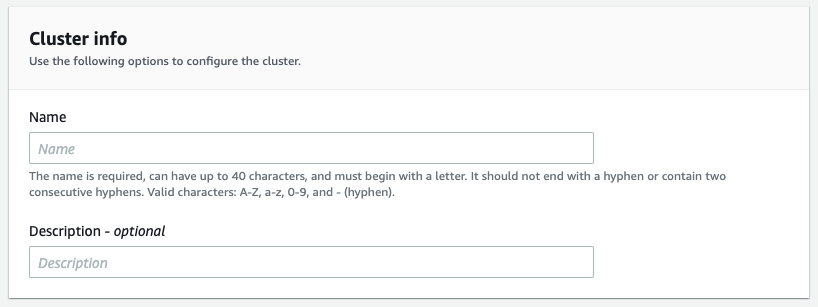 Cluster info
Use the following options to configure the cluster.
Name
Name
The name is required, can have up to 40 characters, and must begin with a letter. It should not end with a hyphen or contain two
consecutive hyphens. Valid characters: A-Z, a-z, 0-9, and - (hyphen).
Description - optional
Description